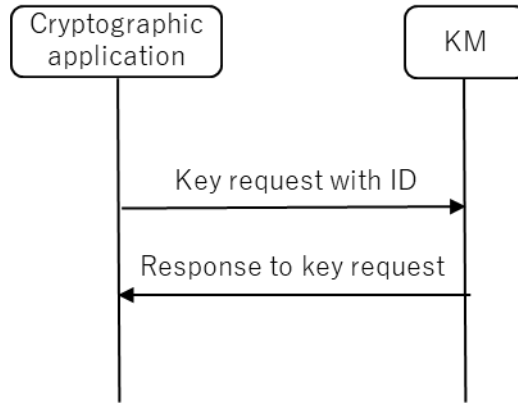 Cryptographic
application
KM
Key request with ID
Response to key request